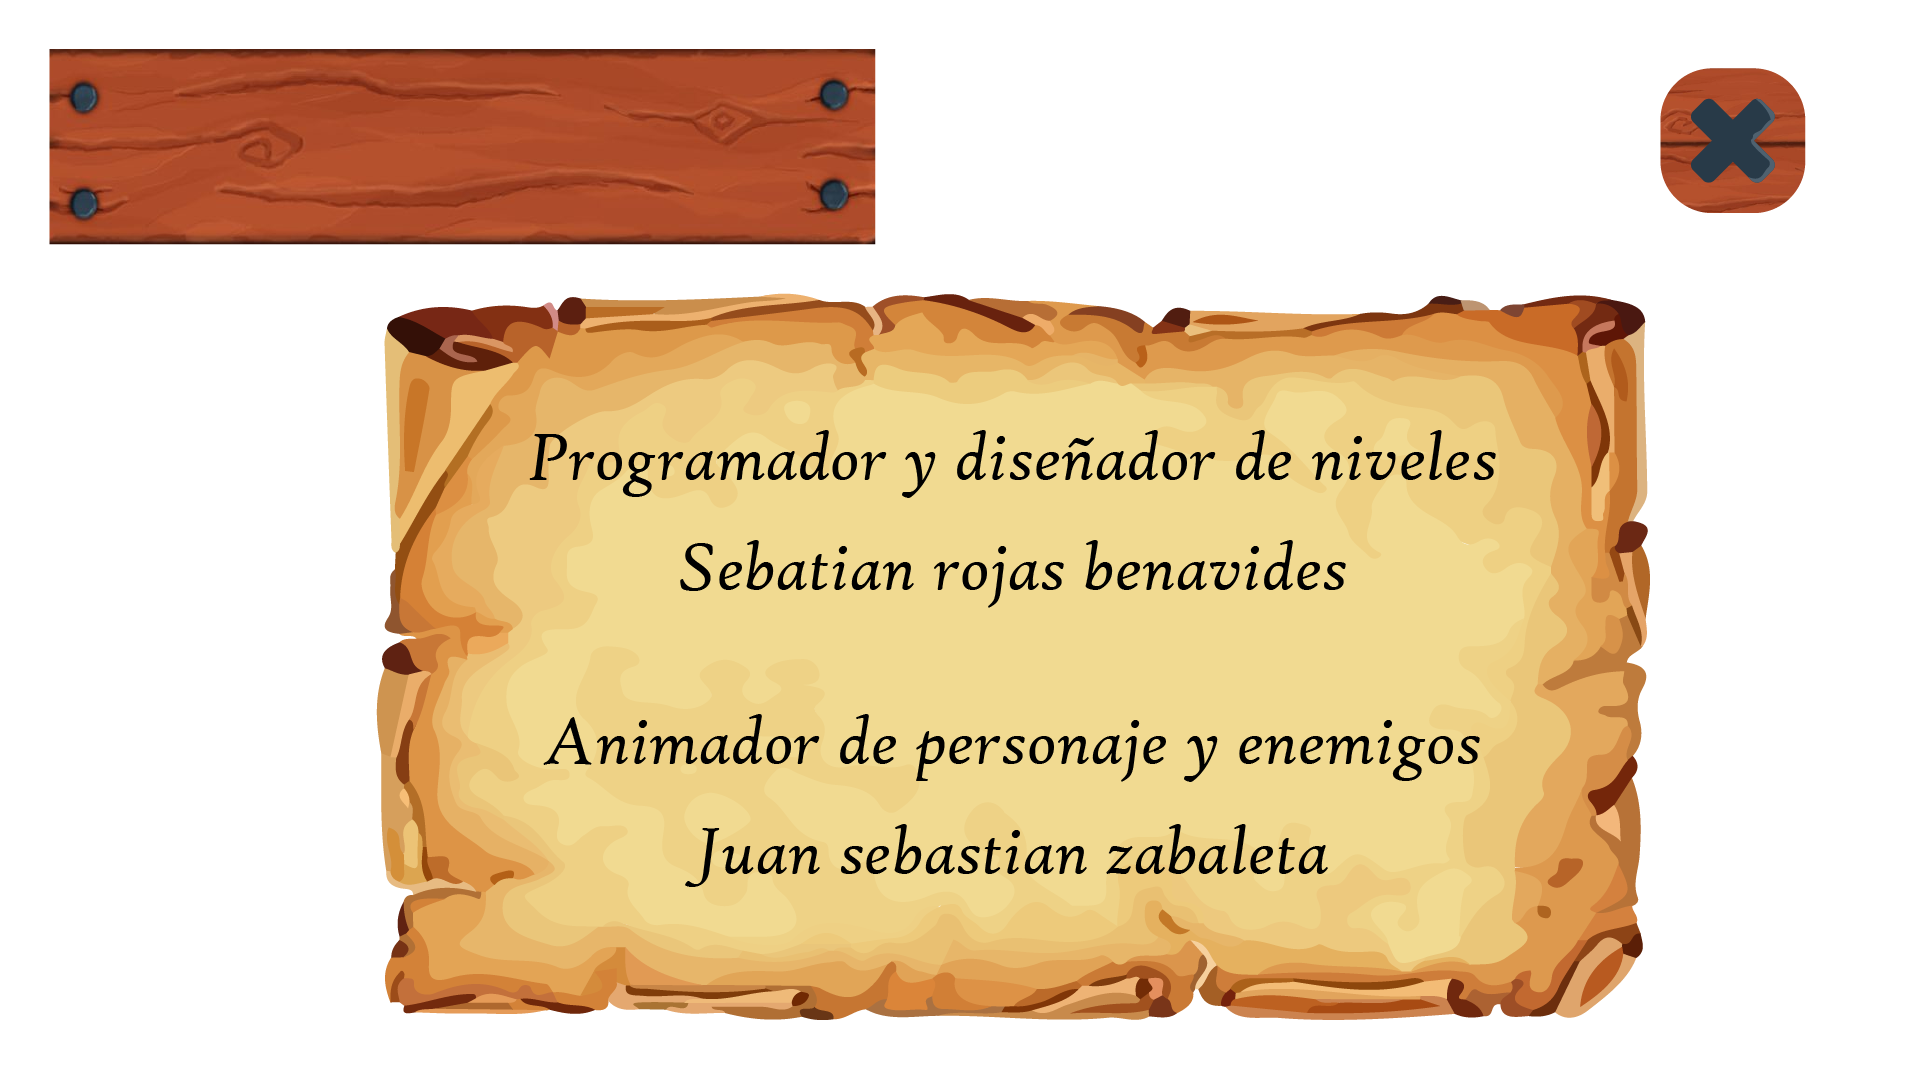 Programador y diseñador de niveles
Sebatian rojas benavides
Animador de personaje y enemigos
Juan sebastian zabaleta